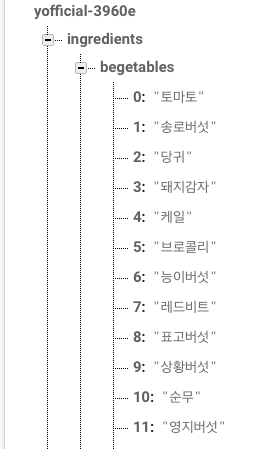 yofficial-3960e
ingredients
begetables
0: "토마토"
1: "송로버섯"
2: "당귀"
3: "돼지감자"
4: "케일"
5: "브로콜리"
6: "능이버섯"
7: "레드비트"
8: "표고버섯"
9: "상황버섯"
10: "순무"
11: "영지버섯"